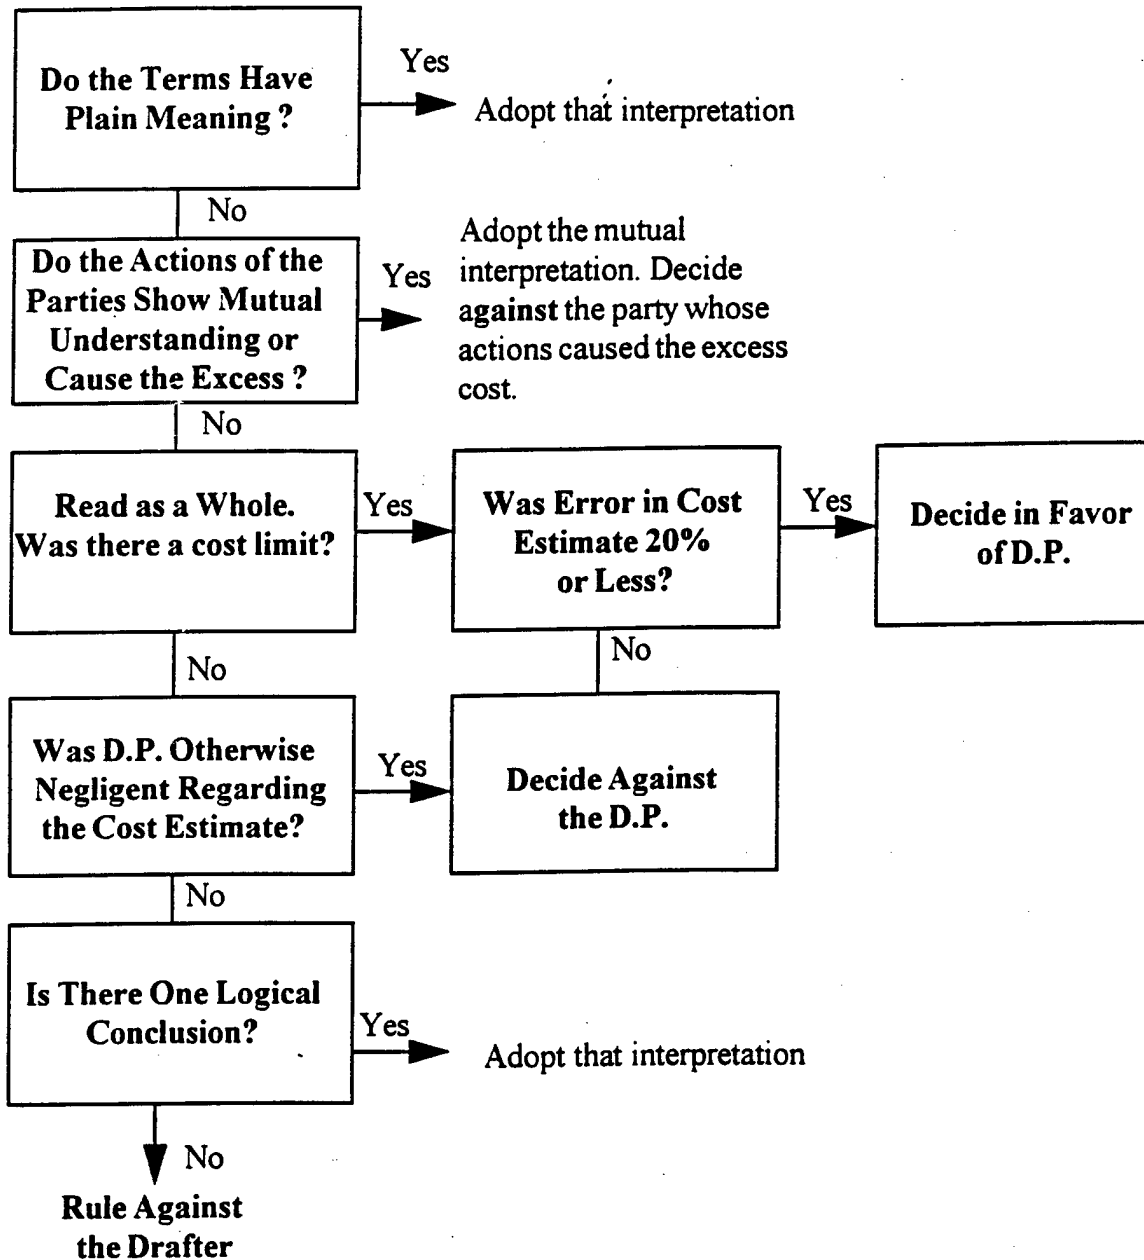 Do the Terms Have
Plain Meaning ?
Yes
Adopt that interpretation
No
Do the Actions of the
Parties Show Mutual
Understanding or
Cause the Excess ?
Yes
Adopt the mutual
interpretation. Decide
against the party whose
actions caused the excess
cost.
No
Read as a Whole.
Was there a cost limit?
Yes
Was Error in Cost
Estimate 20%
or Less?
Yes
Decide in Favor
of D.P.
No
No
Was D.P. Otherwise
Negligent Regarding
the Cost Estimate?
Yes
Decide Against
the D.P.
No
Is There One Logical
Conclusion?
Yes
Adopt that interpretation
No
Rule Against
the Drafter